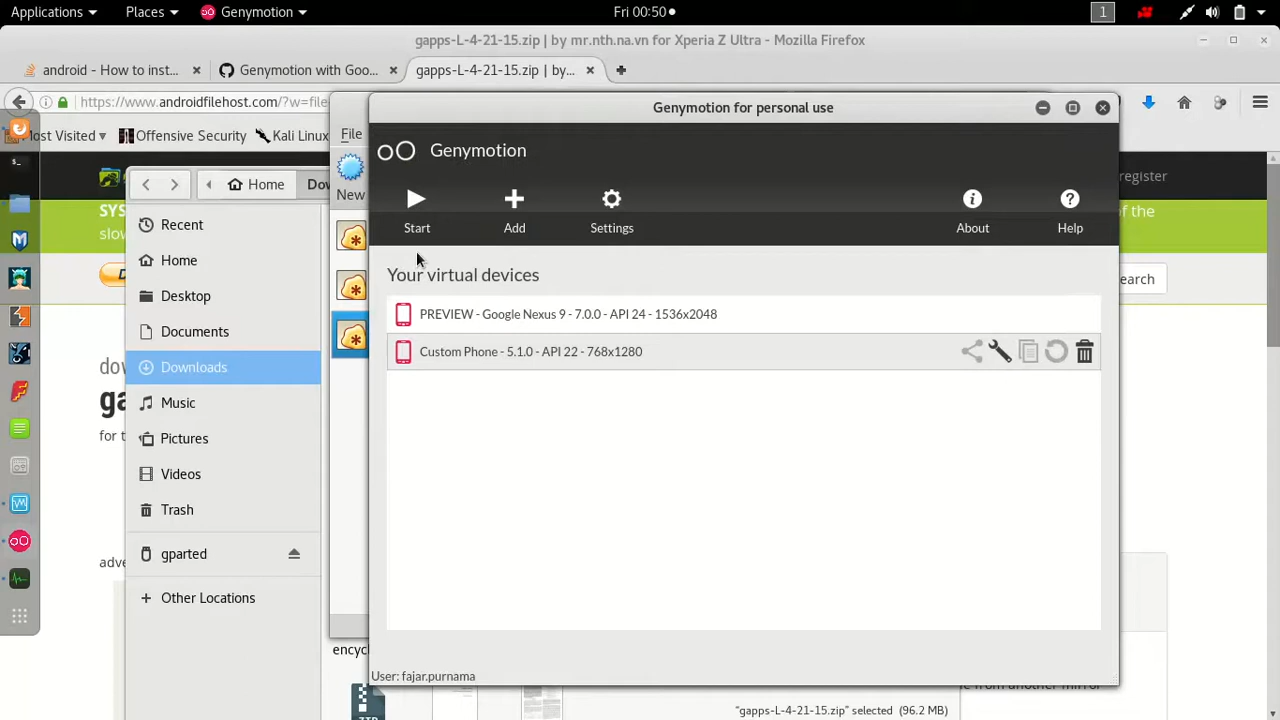 Applications ▾ Places ▾ Genymotion ▾ Fri 00:50 1
gapps-L-4-21-15.zip | by mr.nth.na.vn for Xperia Z Ultra - Mozilla Firefox
android - How to inst... Genymotion with Goo... gapps-L-4-21-15.zip | by...
https://www.androidfilehost.com/?w=file
Most Visited Offensive Security Kali Linux
File
New
register
of the
slow
earch
for t
adve
Home
Recent
Home
Desktop
Documents
Downloads
Music
Pictures
Videos
Trash
gparted
Other Locations
Genymotion for personal use
Genymotion
Start Add Settings About Help
Your virtual devices
PREVIEW - Google Nexus 9 - 7.0.0 - API 24 - 1536x2048
Custom Phone - 5.1.0 - API 22 - 768x1280
User: fajar.purnama
encyc
ZIP
"gapps-L-4-21-15.zip" selected (96.2 MB)